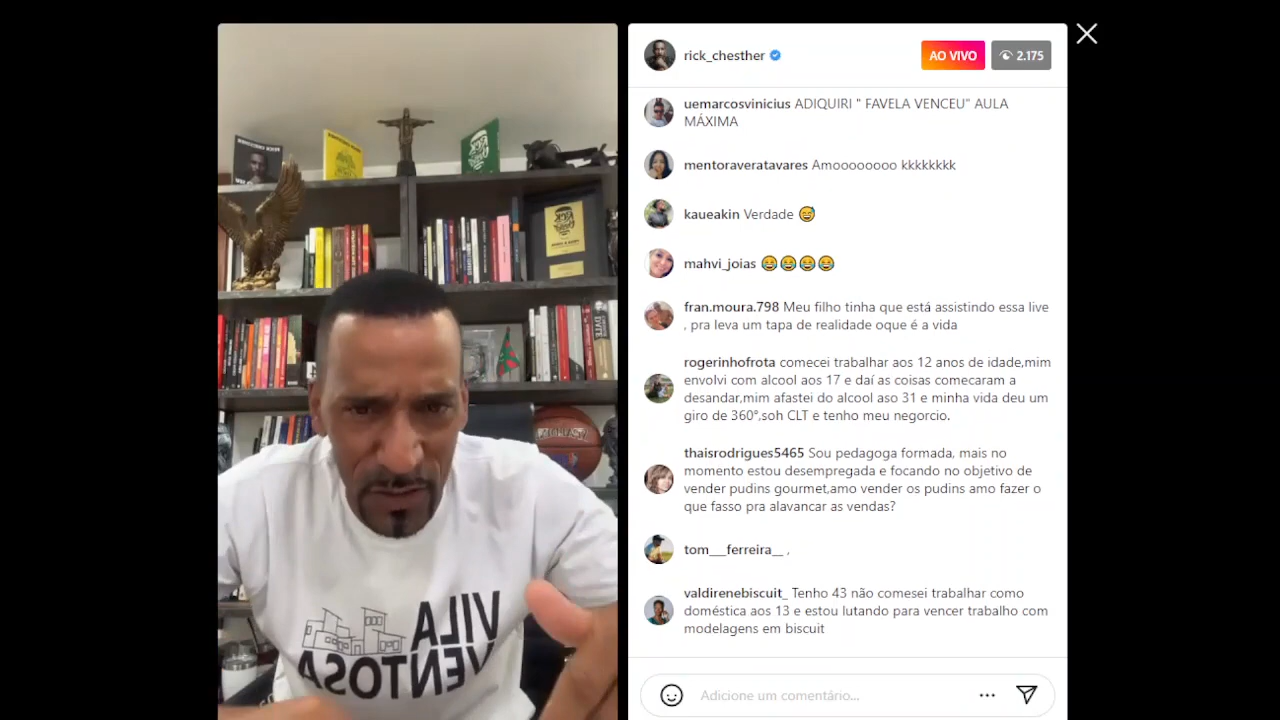 rick_chesther
AO VIVO
2.175
uemarcosvinicius ADIQUIRI " FAVELA VENCEU" AULA
MÁXIMA
mentoraveratavares Amoooooooo kkkkkkkk
kaueakin Verdade 😅
mahvi_joias 😂😂😂😂
fran.moura.798 Meu filho tinha que está assistindo essa live
, pra leva um tapa de realidade oque é a vida
rogerinhofrota comecei trabalhar aos 12 anos de idade,mim
envolvi com alcool aos 17 e daí as coisas comecaram a
desandar,mim afastei do alcool aso 31 e minha vida deu um
giro de 360°,soh CLT e tenho meu negorcio.
thaisrodrigues5465 Sou pedagoga formada, mais no
momento estou desempregada e focando no objetivo de
vender pudins gourmet,amo vender os pudins amo fazer o
que fasso pra alavancar as vendas?
tom___ferreira__ ,
valdirenebiscuit_ Tenho 43 não comesei trabalhar como
doméstica aos 13 e estou lutando para vencer trabalho com
modelagens em biscuit
Adicione um comentário...
VILA
VENTOSA